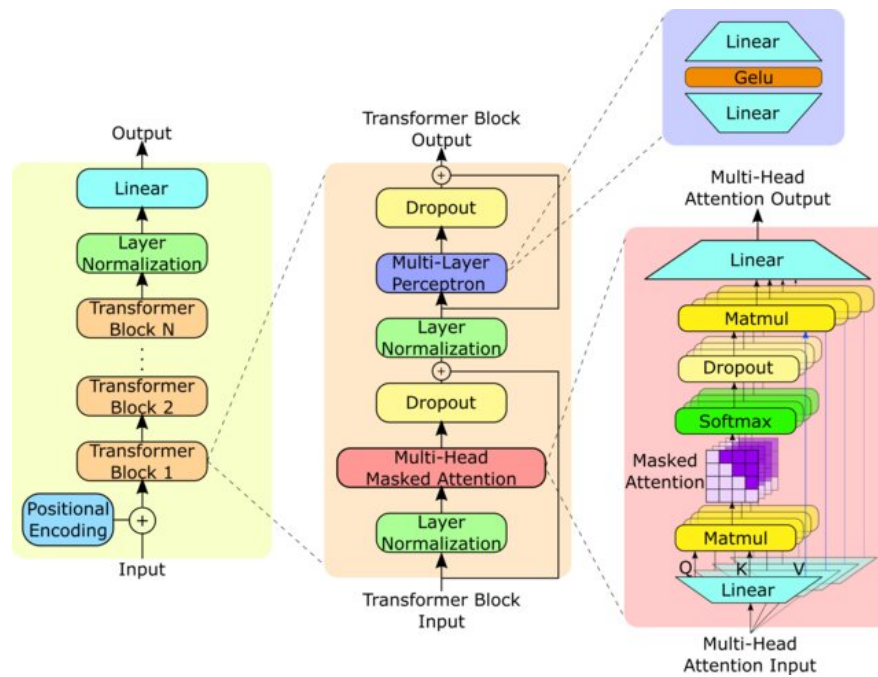 Output
Linear
Layer
Normalization
Transformer
Block N
Transformer
Block 2
Transformer
Block 1
Positional
Encoding
+
Input
Transformer Block
Output
+
Dropout
Multi-Layer
Perceptron
Layer
Normalization
+
Dropout
Multi-Head
Masked Attention
Layer
Normalization
Transformer Block
Input
Linear
Gelu
Linear
Multi-Head
Attention Output
Linear
Matmul
Dropout
Softmax
Masked
Attention
Matmul
Q K V
Linear
Multi-Head
Attention Input